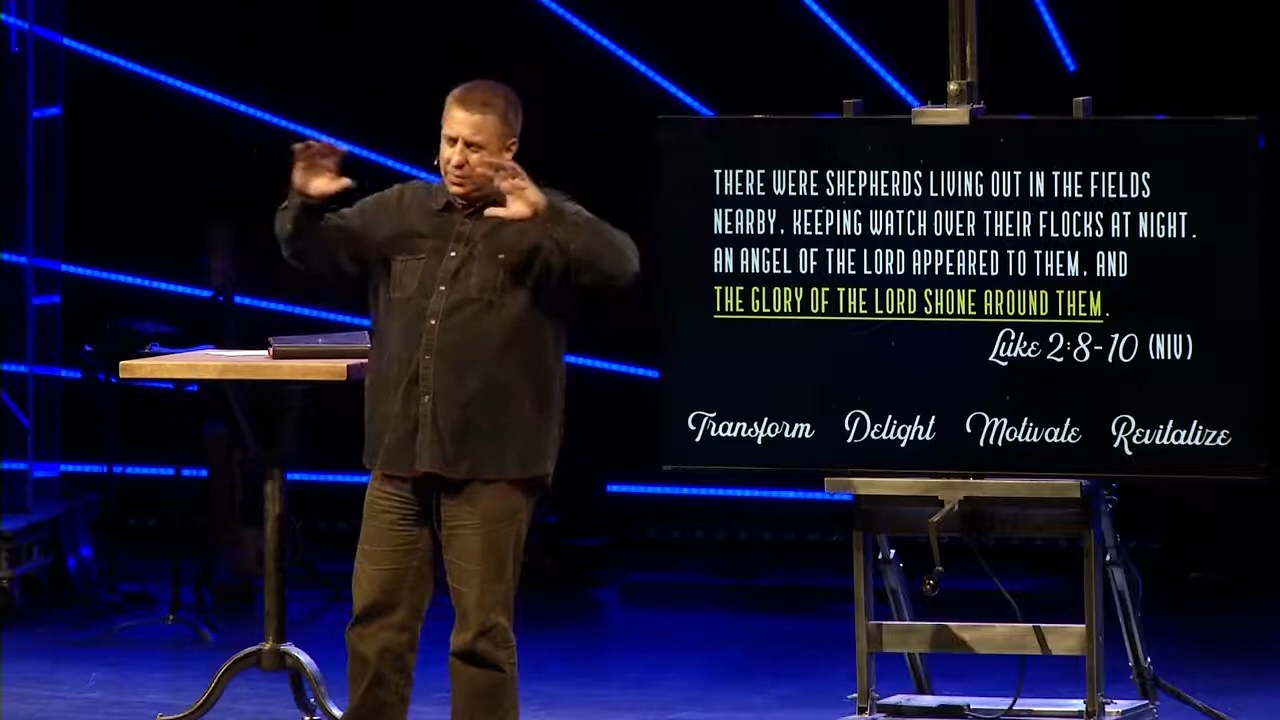 THERE WERE SHEPHERDS LIVING OUT IN THE FIELDS
NEARBY, KEEPING WATCH OVER THEIR FLOCKS AT NIGHT.
AN ANGEL OF THE LORD APPEARED TO THEM, AND
THE GLORY OF THE LORD SHONE AROUND THEM.
Luke 2:8-10 (NIV)
Transform Delight Motivate Revitalize